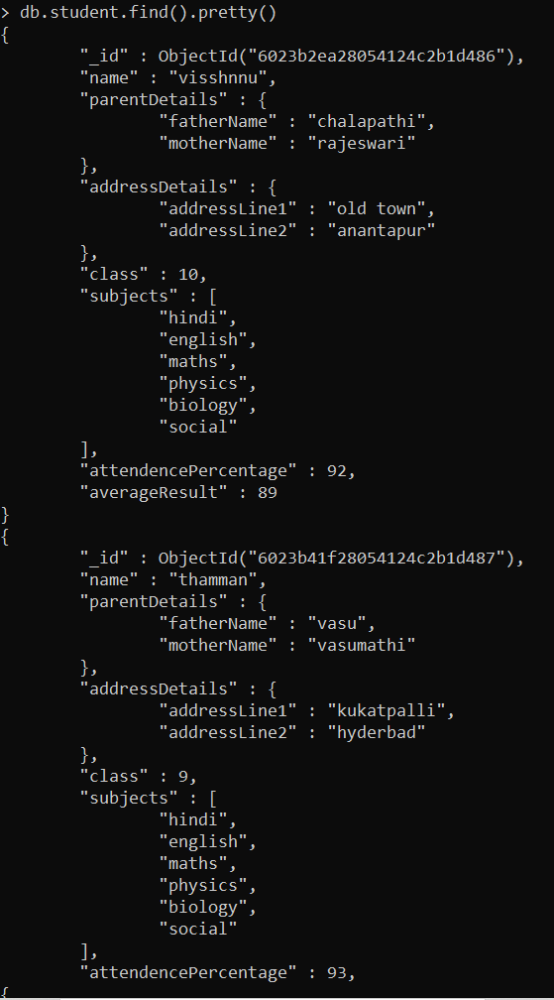 > db.student.find().pretty()
{
        "_id" : ObjectId("6023b2ea28054124c2b1d486"),
        "name" : "visshnnu",
        "parentDetails" : {
                "fatherName" : "chalapathi",
                "motherName" : "rajeswari"
        },
        "addressDetails" : {
                "addressLine1" : "old town",
                "addressLine2" : "anantapur"
        },
        "class" : 10,
        "subjects" : [
                "hindi",
                "english",
                "maths",
                "physics",
                "biology",
                "social"
        ],
        "attendencePercentage" : 92,
        "averageResult" : 89
}
{
        "_id" : ObjectId("6023b41f28054124c2b1d487"),
        "name" : "thamman",
        "parentDetails" : {
                "fatherName" : "vasu",
                "motherName" : "vasumathi"
        },
        "addressDetails" : {
                "addressLine1" : "kukatpalli",
                "addressLine2" : "hyderbad"
        },
        "class" : 9,
        "subjects" : [
                "hindi",
                "english",
                "maths",
                "physics",
                "biology",
                "social"
        ],
        "attendencePercentage" : 93,
{